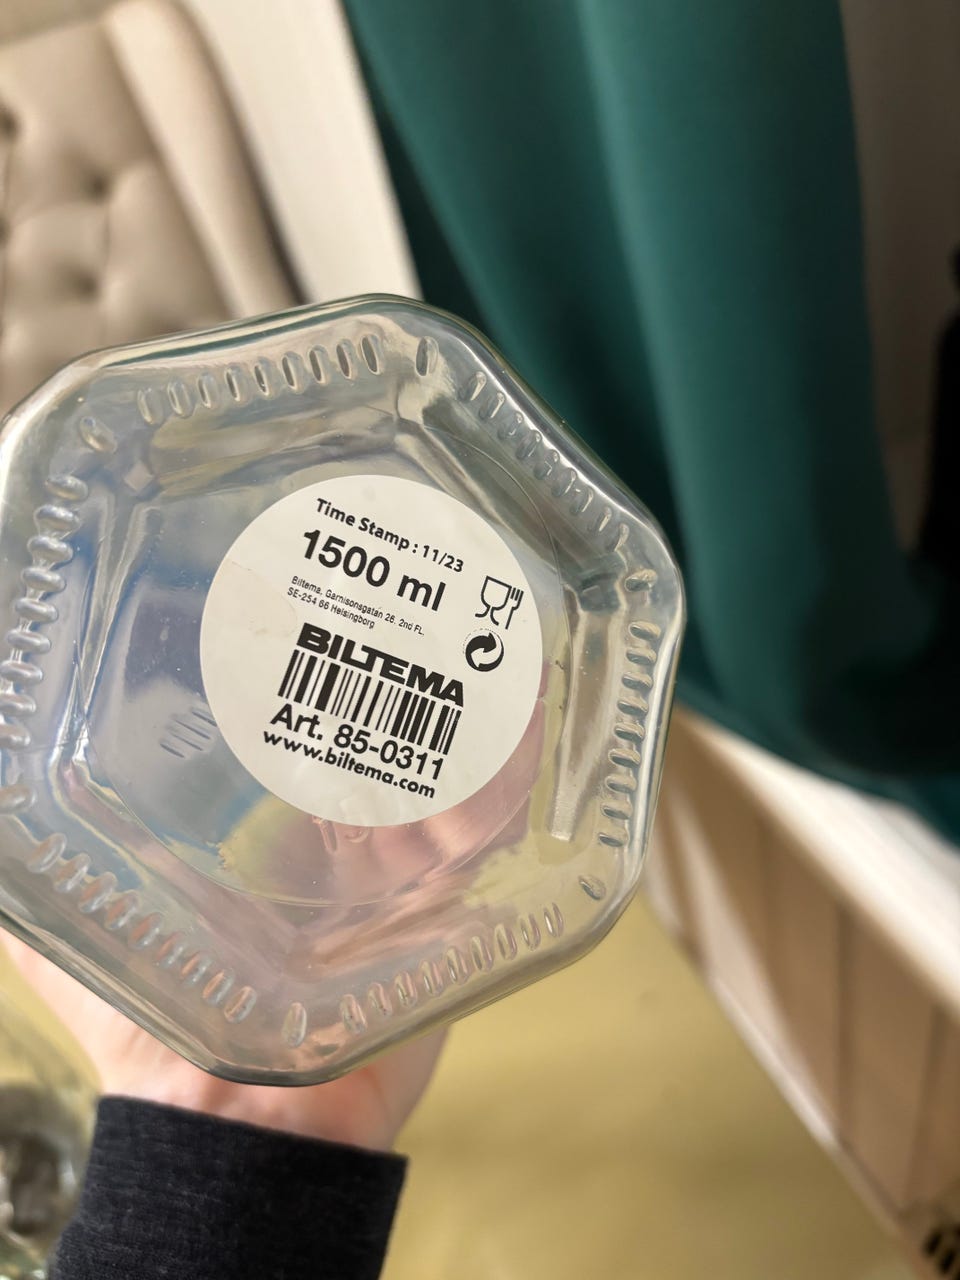 Time Stamp : 11/23
1500 ml
Biltema, Garnisonsgatan 26, 2nd FL,
SE-254 66 Helsingborg
BILTEMA
Art. 85-0311
www.biltema.com